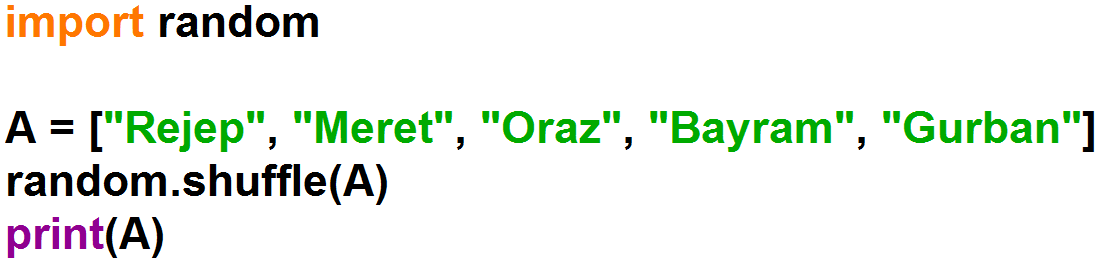 import random
A = ["Rejep", "Meret", "Oraz", "Bayram", "Gurban"]
random.shuffle(A)
print(A)